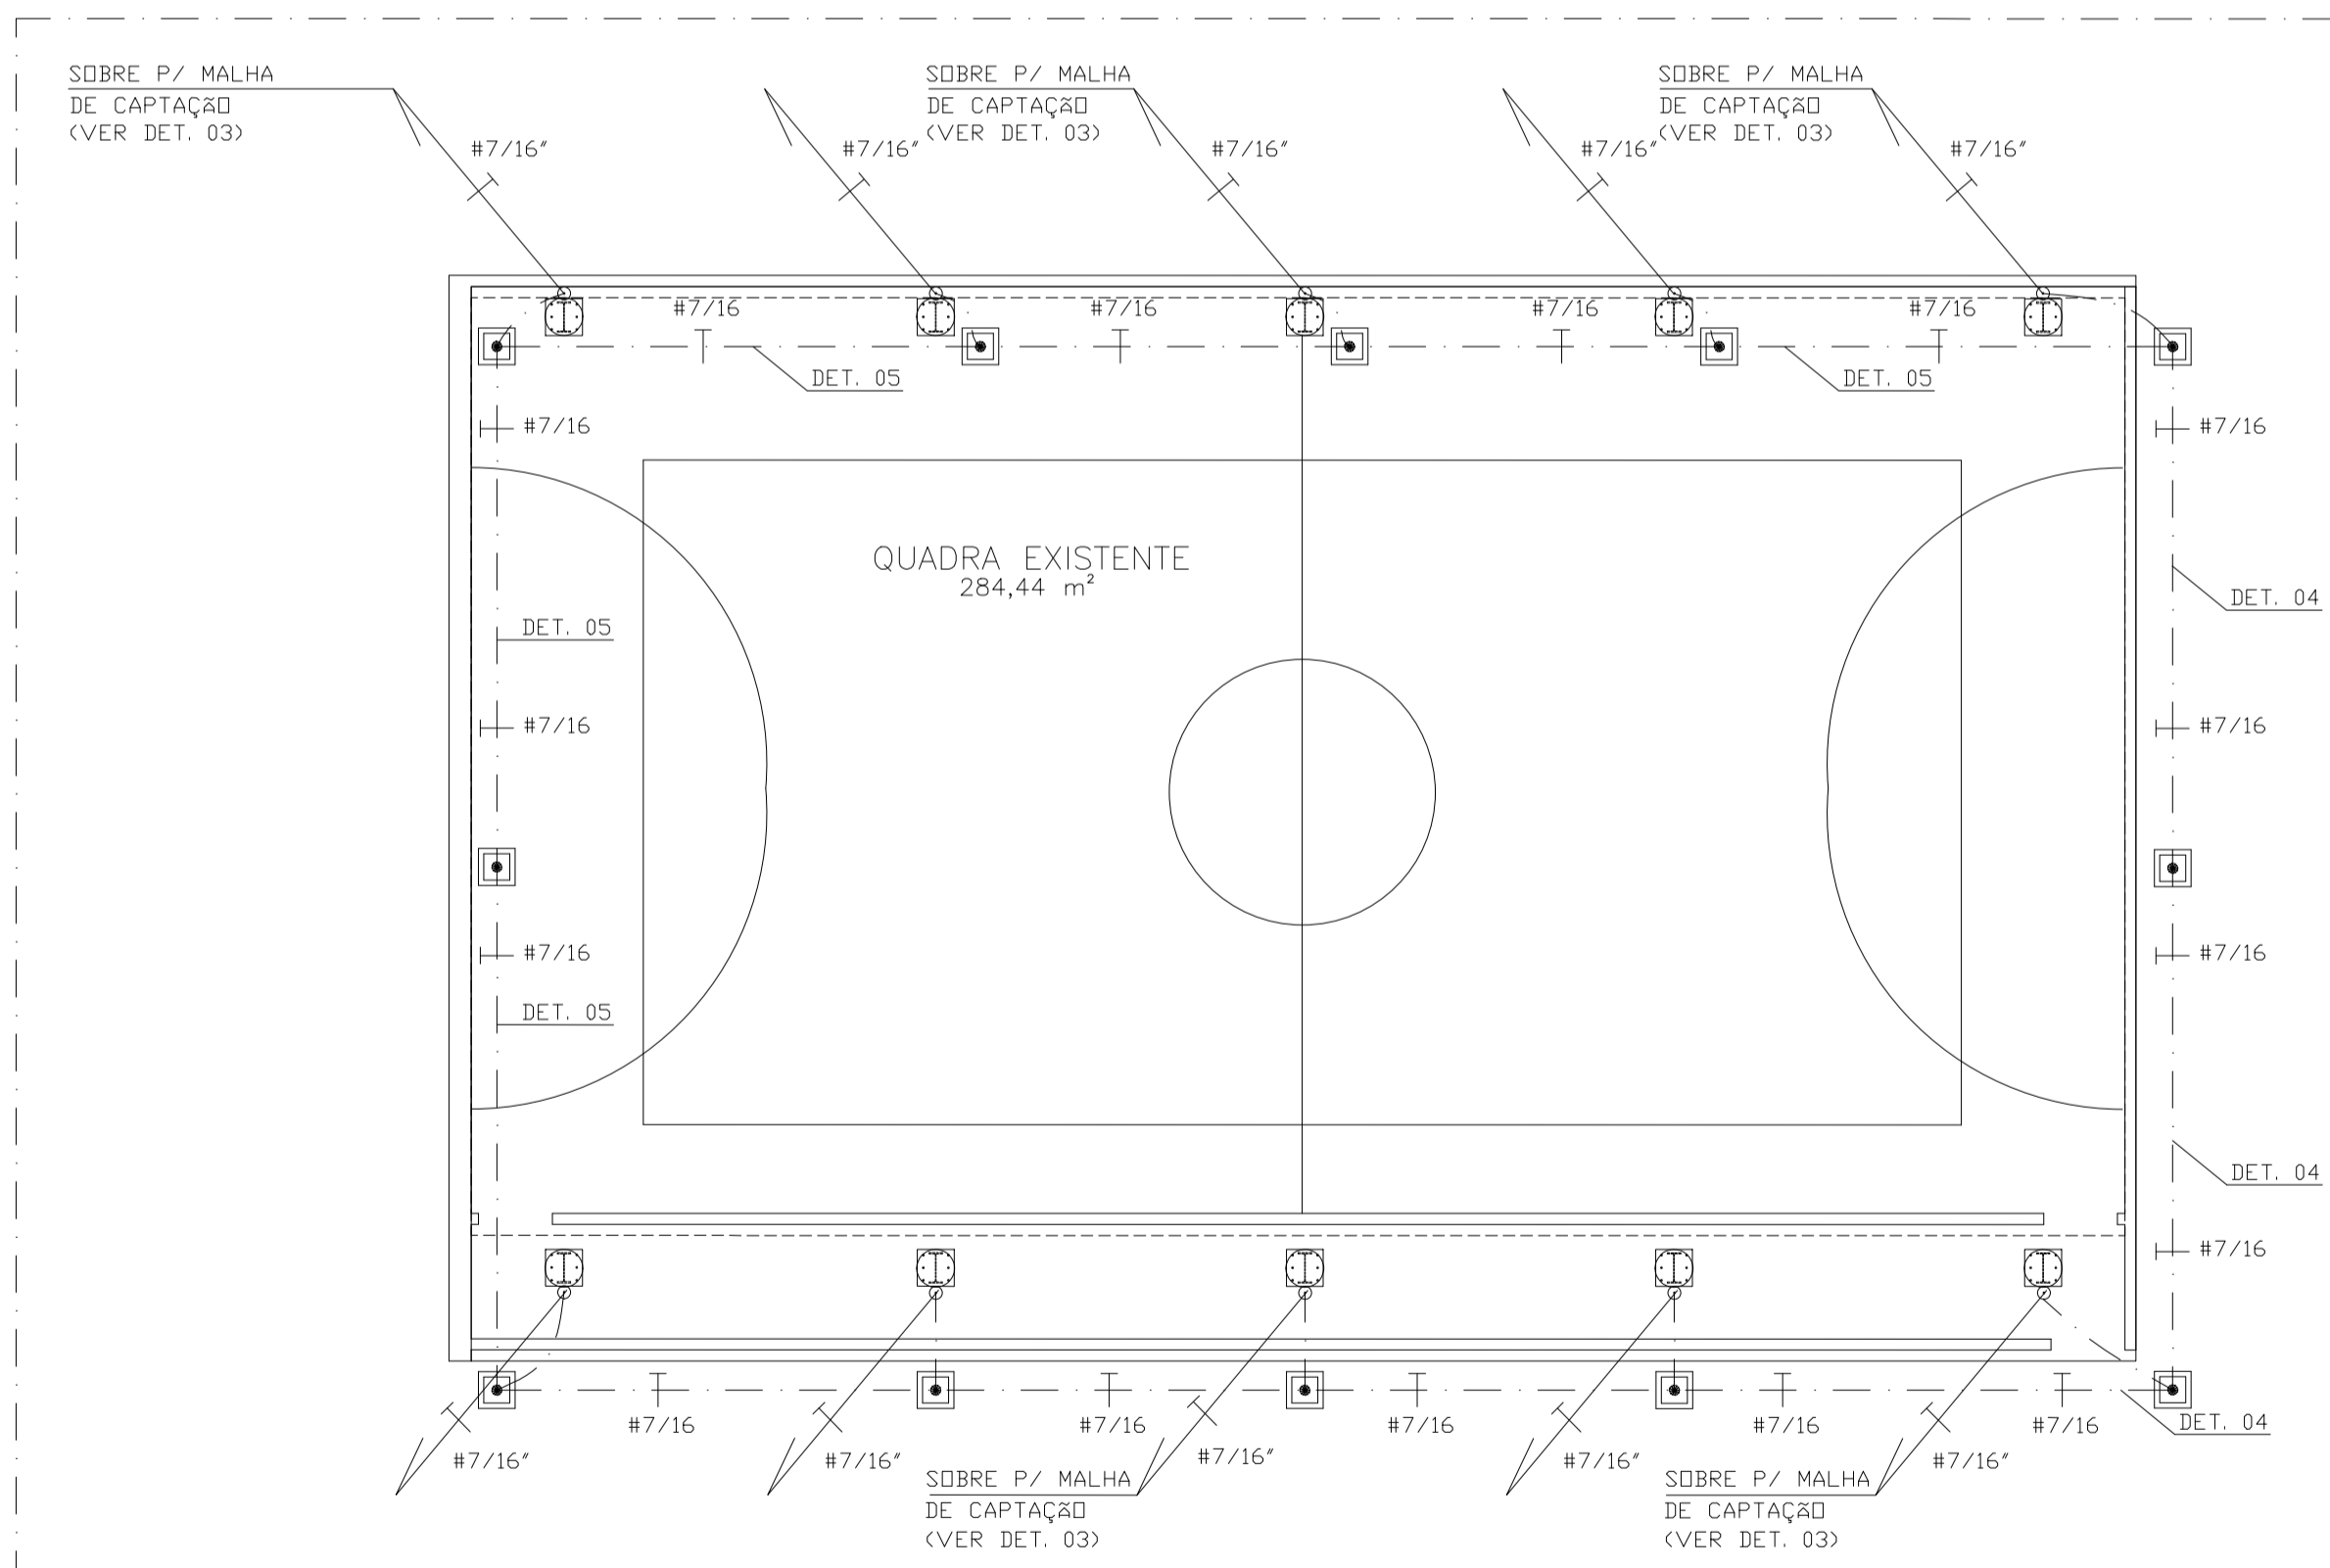 SOBRE P/ MALHA
DE CAPTAÇÃO
(VER DET. 03)
SOBRE P/ MALHA
DE CAPTAÇÃO
(VER DET. 03)
SOBRE P/ MALHA
DE CAPTAÇÃO
(VER DET. 03)
#7/16"
#7/16"
#7/16"
#7/16"
#7/16"
#7/16
#7/16
#7/16
#7/16
DET. 05
DET. 05
#7/16
#7/16
QUADRA EXISTENTE
284,44 m²
DET. 04
DET. 05
#7/16
#7/16
#7/16
#7/16
DET. 05
DET. 04
#7/16
#7/16
#7/16
#7/16
#7/16
#7/16
DET. 04
#7/16"
#7/16"
#7/16"
#7/16"
#7/16"
SOBRE P/ MALHA
DE CAPTAÇÃO
(VER DET. 03)
SOBRE P/ MALHA
DE CAPTAÇÃO
(VER DET. 03)